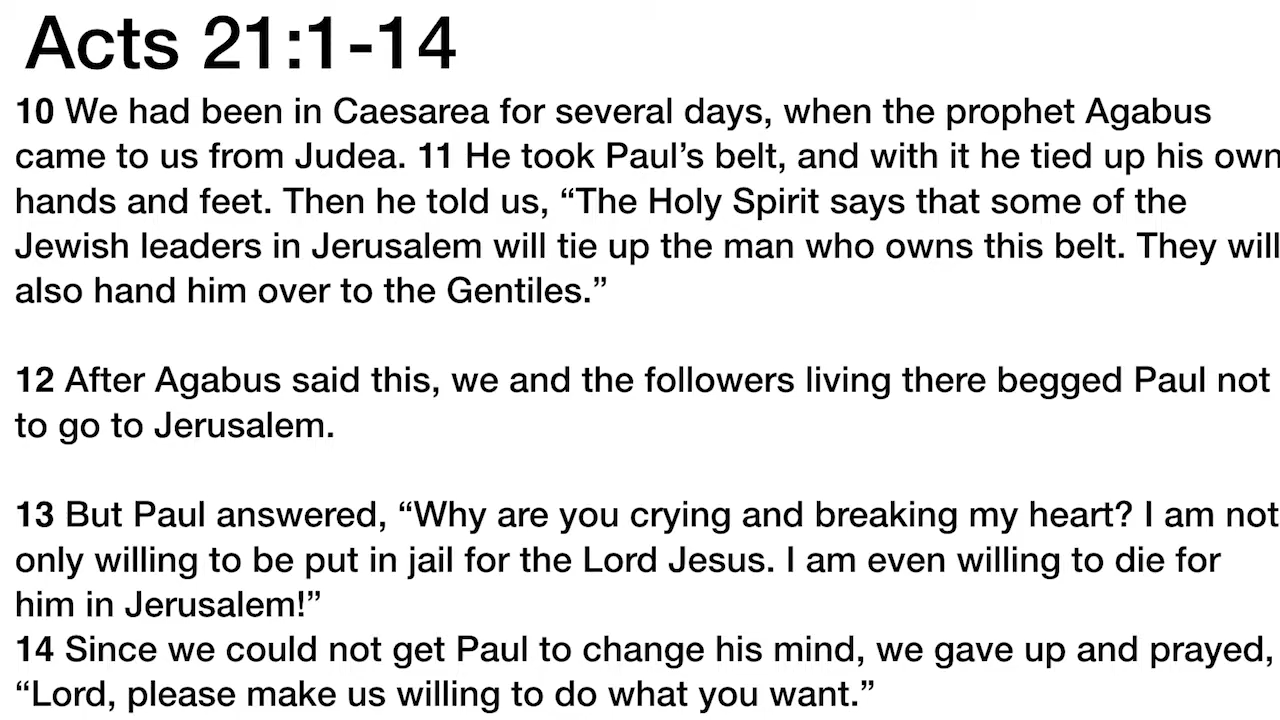 Acts 21:1-14
10 We had been in Caesarea for several days, when the prophet Agabus
came to us from Judea. 11 He took Paul’s belt, and with it he tied up his own
hands and feet. Then he told us, “The Holy Spirit says that some of the
Jewish leaders in Jerusalem will tie up the man who owns this belt. They will
also hand him over to the Gentiles.”
12 After Agabus said this, we and the followers living there begged Paul not
to go to Jerusalem.
13 But Paul answered, “Why are you crying and breaking my heart? I am not
only willing to be put in jail for the Lord Jesus. I am even willing to die for
him in Jerusalem!”
14 Since we could not get Paul to change his mind, we gave up and prayed,
“Lord, please make us willing to do what you want.”